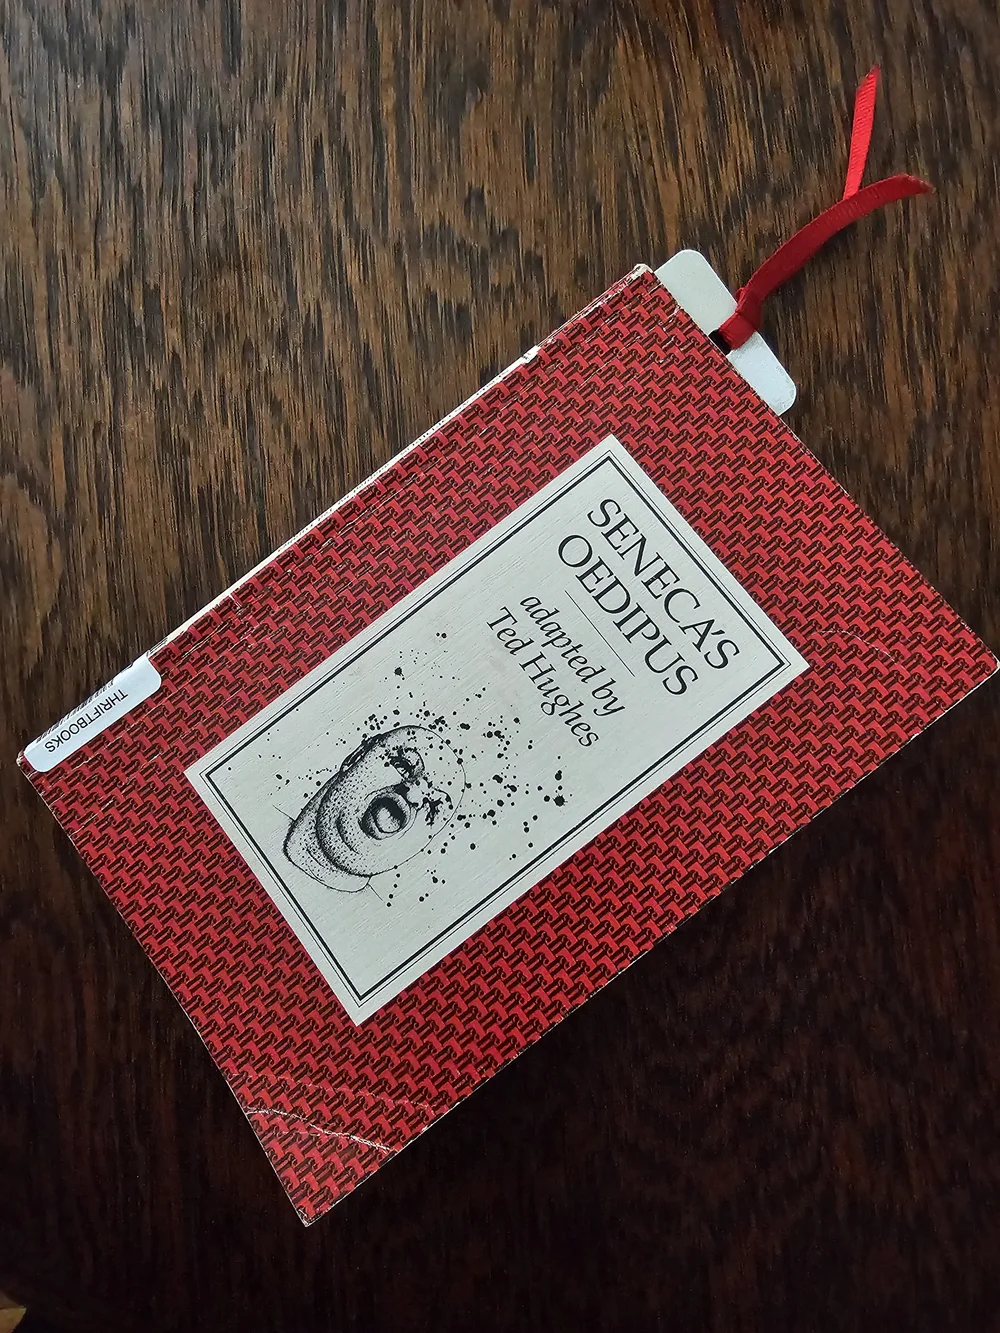 SENECA'S
OEDIPUS
adapted by
Ted Hughes
THRIFTBOOKS